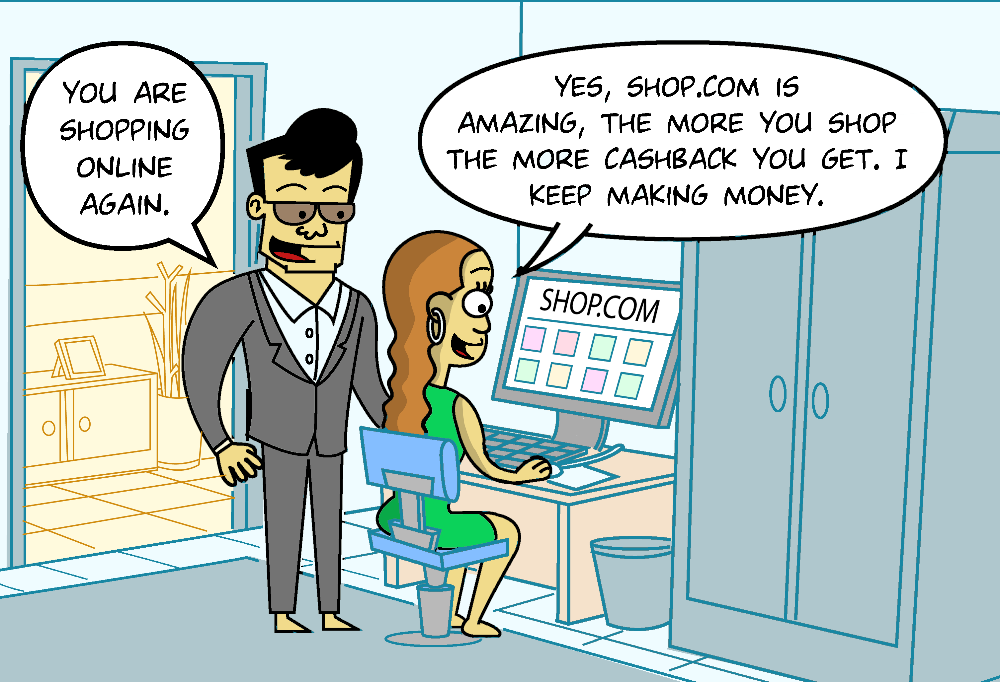 YOU ARE
SHOPPING
ONLINE
AGAIN.
YES, SHOP.COM IS
AMAZING, THE MORE YOU SHOP
THE MORE CASHBACK YOU GET. I
KEEP MAKING MONEY.
SHOP.COM